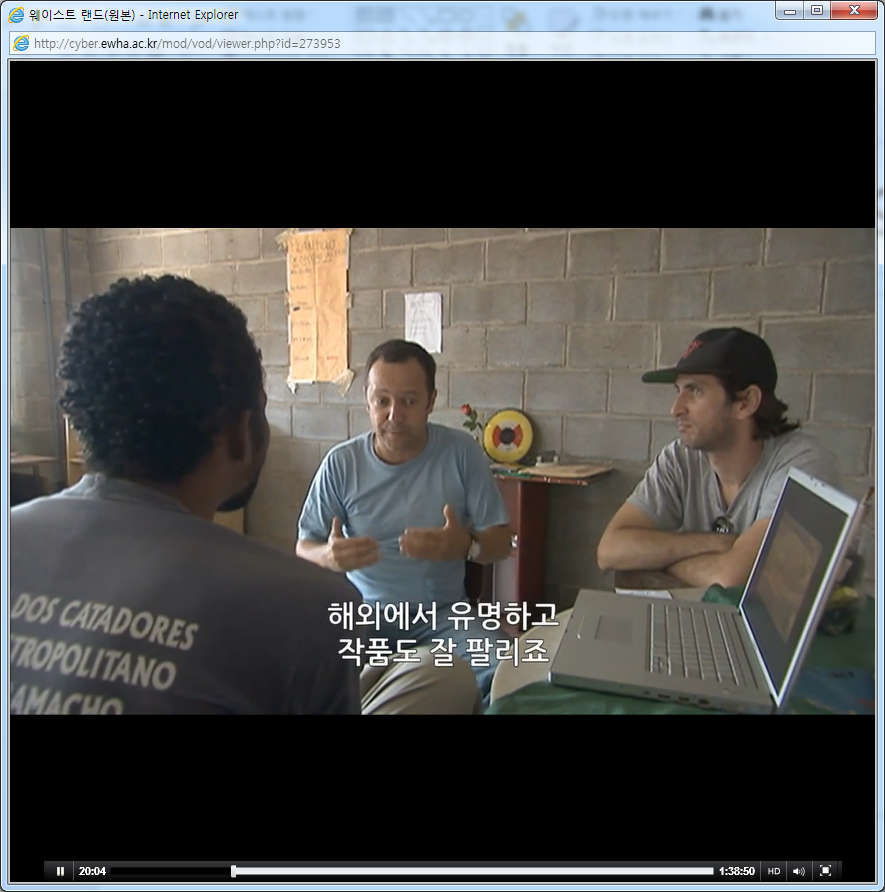 웨이스트 랜드(원본) - Internet Explorer
http://cyber.ewha.ac.kr/mod/vod/viewer.php?id=273953
DOS CATADORES
TROPOLITANO
AMACHO
해외에서 유명하고
작품도 잘 팔리죠
20:04
1:38:50
HD